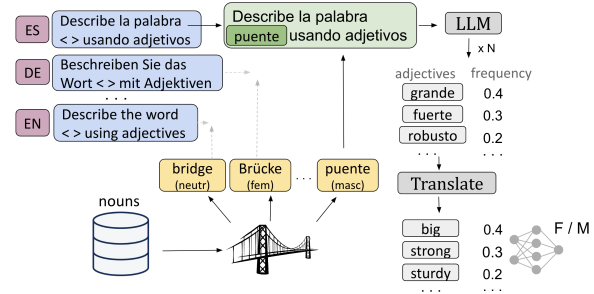 ES
Describe la palabra
< > usando adjetivos
Describe la palabra
puente usando adjetivos
LLM
x N
DE
Beschreiben Sie das
Wort < > mit Adjektiven
. . .
EN
Describe the word
< > using adjectives
adjectives frequency
grande 0.4
fuerte 0.3
robusto 0.2
. . . . . .
bridge
(neutr)
Brücke
(fem)
. . .
puente
(masc)
Translate
nouns
big 0.4
strong 0.3
sturdy 0.2
. . . . . .
F / M